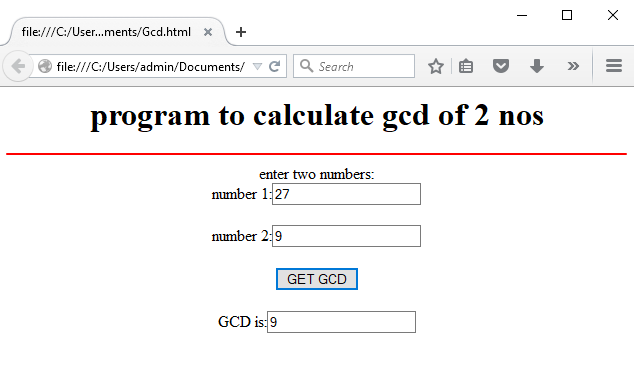 file:///C:/User...ments/Gcd.html
file:///C:/Users/admin/Documents/
Search
program to calculate gcd of 2 nos
enter two numbers:
number 1:27
number 2:9
GET GCD
GCD is:9